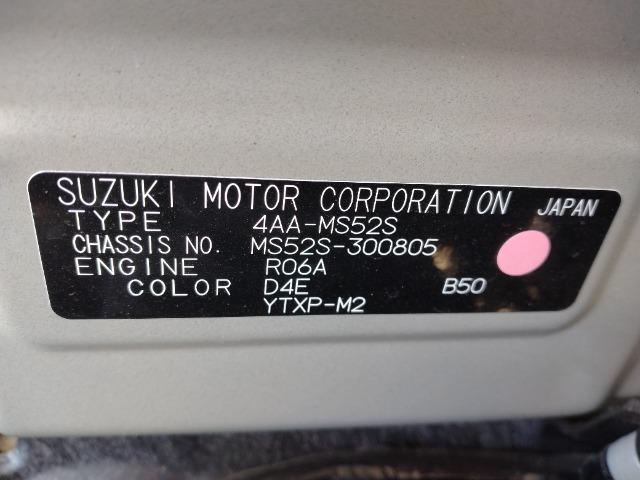 SUZUKI MOTOR CORPORATION JAPAN
TYPE 4AA-MS52S
CHASSIS NO. MS52S-300805
ENGINE R06A
COLOR D4E B50
YTXP-M2